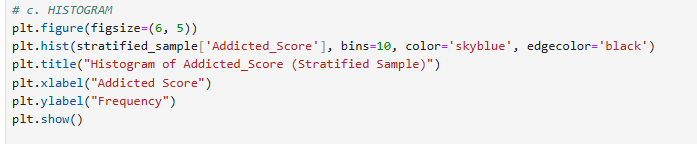 # c. HISTOGRAM
plt.figure(figsize=(6, 5))
plt.hist(stratified_sample['Addicted_Score'], bins=10, color='skyblue', edgecolor='black')
plt.title("Histogram of Addicted_Score (Stratified Sample)")
plt.xlabel("Addicted Score")
plt.ylabel("Frequency")
plt.show()